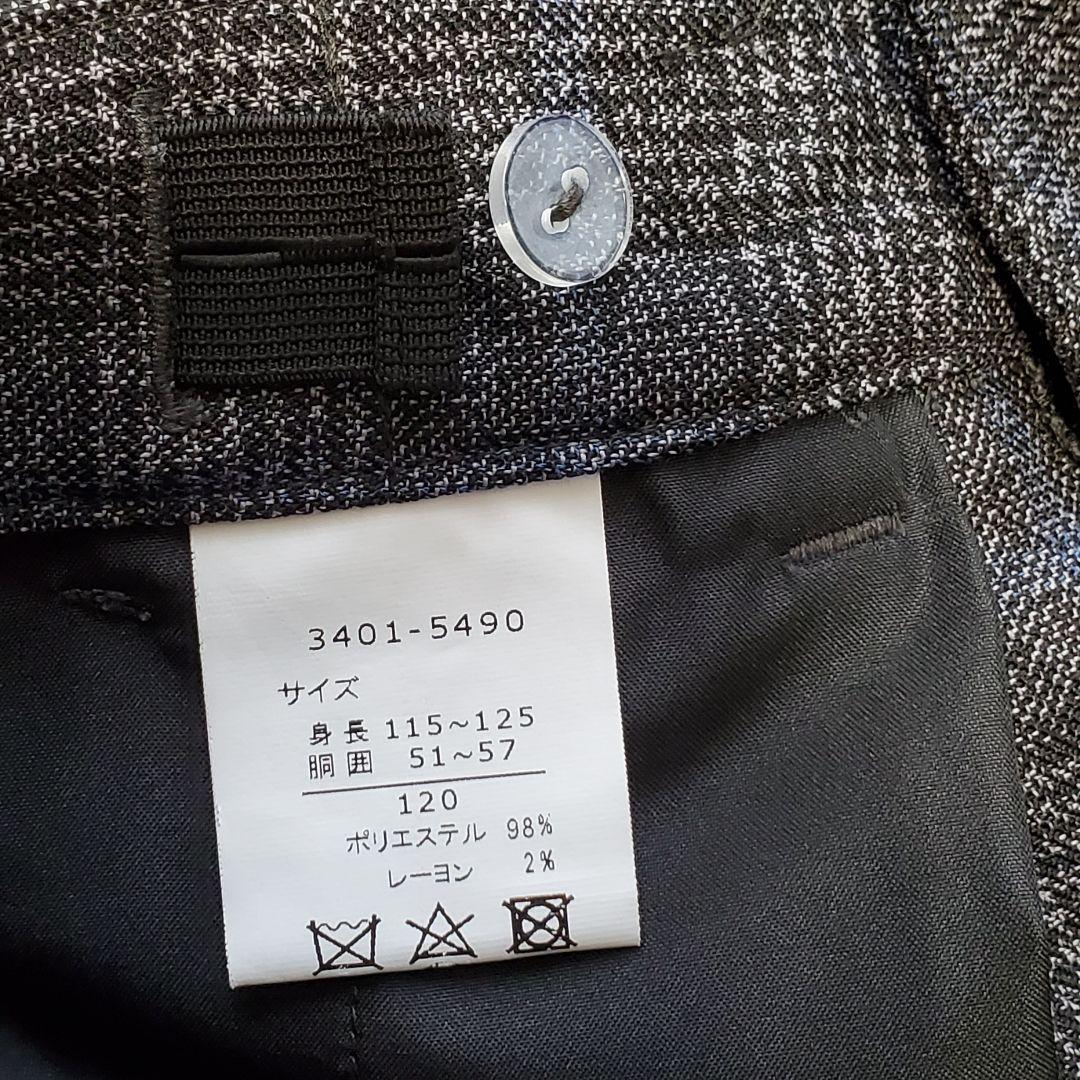 3401-5490
サイズ
身長 115~125
胴囲 51~57
120
ポリエステル 98%
レーヨン 2%